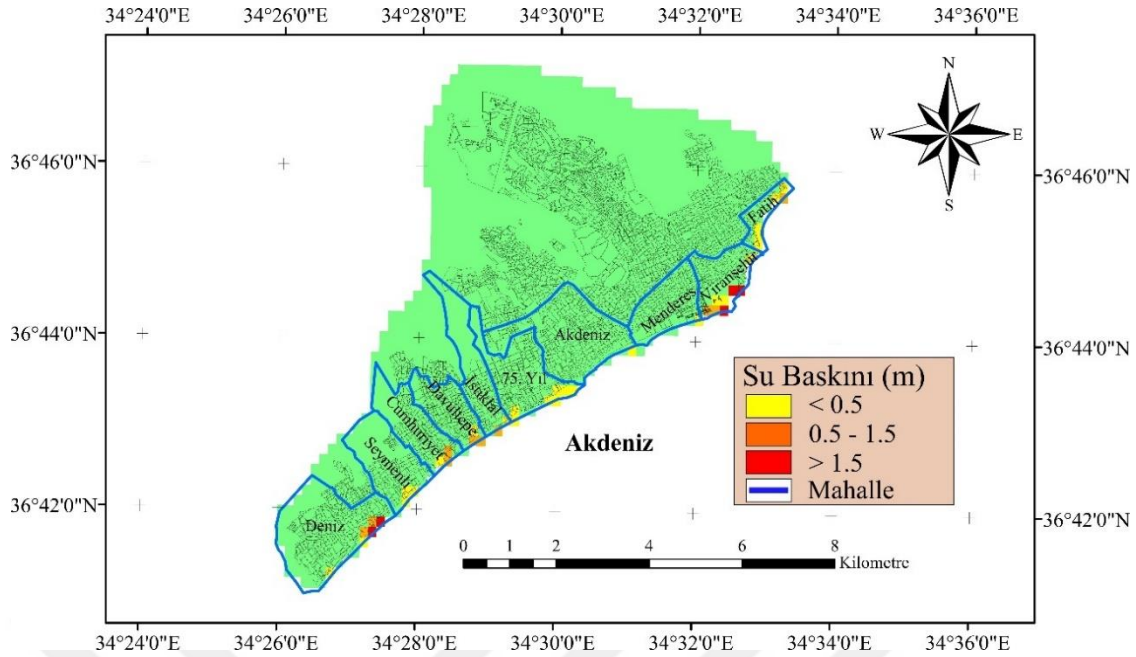 34°24'0"E 34°26'0"E 34°28'0"E 34°30'0"E 34°32'0"E 34°34'0"E 34°36'0"E
N
W E
S
36°46'0"N 36°46'0"N
Fatih
Viranşehir
Menderes
36°44'0"N 36°44'0"N
Akdeniz
75. Yıl
İstiklal
Davultepe
Cumhuriyet
Seymenli
Deniz
Akdeniz
Su Baskını (m)
< 0.5
0.5 - 1.5
> 1.5
Mahalle
36°42'0"N 36°42'0"N
0 1 2 4 6 8
Kilometre
34°24'0"E 34°26'0"E 34°28'0"E 34°30'0"E 34°32'0"E 34°34'0"E 34°36'0"E